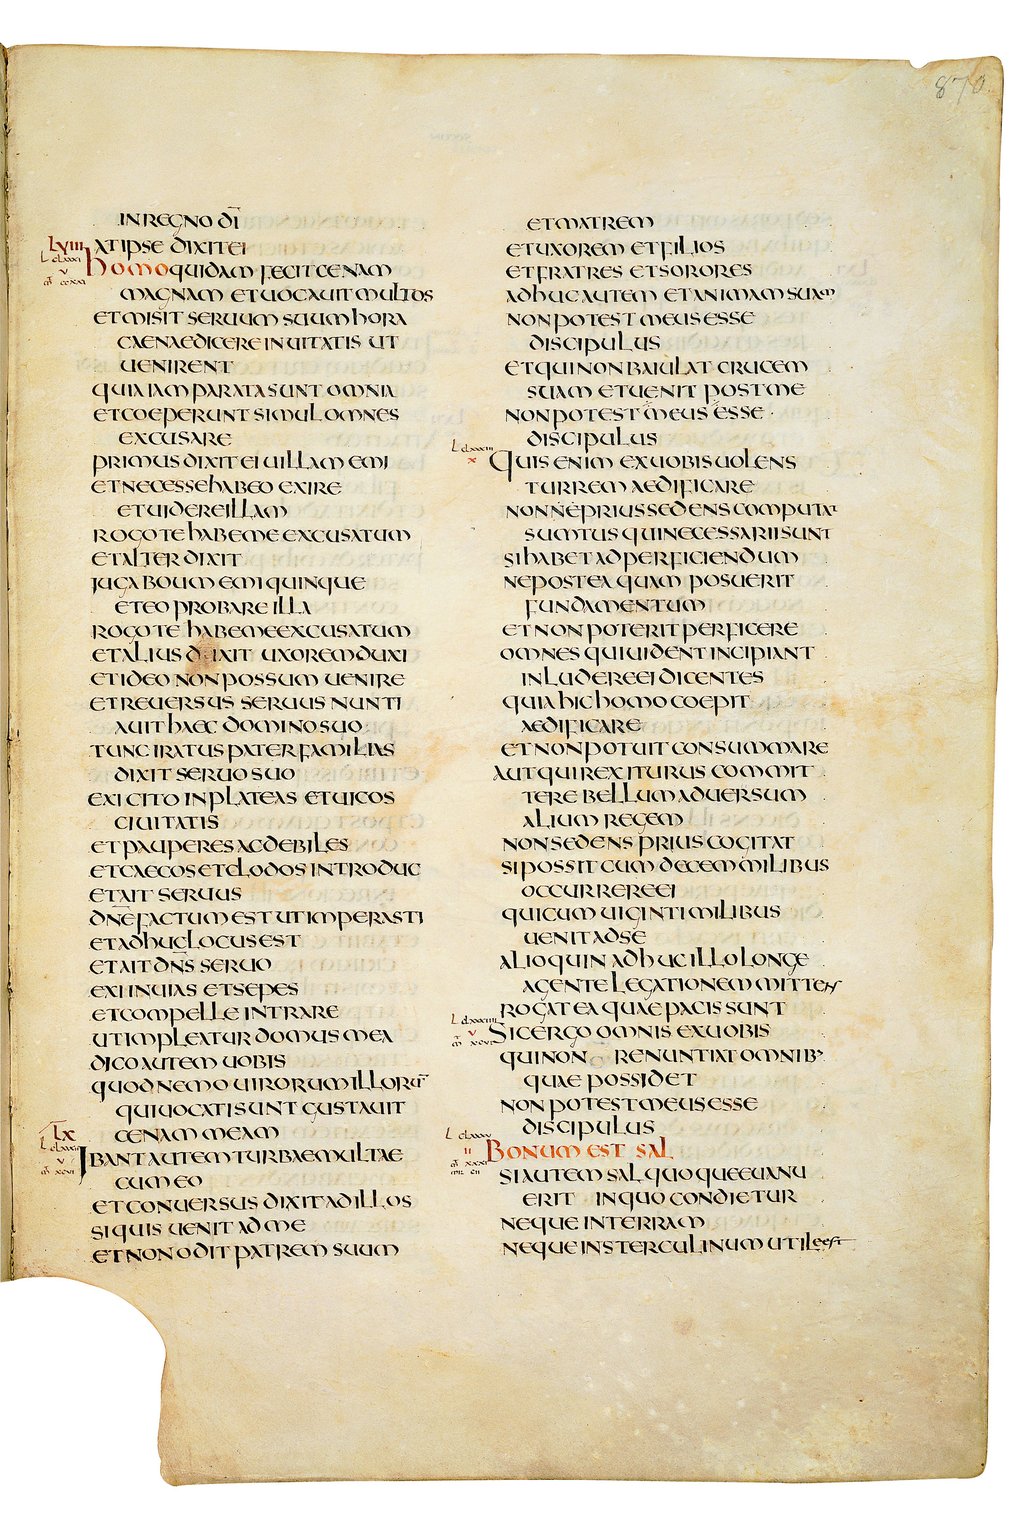 870
IN REGNO DI
LVIIII AT IPSE DIXIT EI
HOMO QUIDAM FECIT CENAM
MAGNAM ET UOCAUIT MULTOS
ET MISIT SERUUM SUUM HORA
CAENAE DICERE INUITATIS UT
UENIRENT
QUIA IAM PARATA SUNT OMNIA
ET COEPERUNT SIMUL OMNES
EXCUSARE
PRIMUS DIXIT EI UILLAM EMI
ET NECESSE HABEO EXIRE
ET UIDERE ILLAM
ROGO TE HABE ME EXCUSATUM
ET ALTER DIXIT
IUGA BOUM EMI QUINQUE
ET EO PROBARE ILLA
ROGO TE HABE ME EXCUSATUM
ET ALIUS DIXIT UXOREM DUXI
ET IDEO NON POSSUM UENIRE
ET REUERSUS SERUUS NUNTI
AUIT HAEC DOMINO SUO
TUNC IRATUS PATER FAMILIAS
DIXIT SERUO SUO
EXI CITO IN PLATEAS ET UICOS
CIUITATIS
ET PAUPERES AC DEBILES
ET CAECOS ET CLODOS INTRODUC
ET AIT SERUUS
DNE FACTUM EST UT IMPERASTI
ET ADHUC LOCUS EST
ET AIT DNS SERUO
EXI IN UIAS ET SEPES
ET COMPELLE INTRARE
UT IMPLEATUR DOMUS MEA
DICO AUTEM UOBIS
QUOD NEMO UIRORUM ILLORŪ
QUI UOCATI SUNT GUSTAUIT
LX CENAM MEAM
IBANT AUTEM TURBAE MULTAE
CUM EO
ET CONUERSUS DIXIT AD ILLOS
SI QUIS UENIT AD ME
ET NON ODIT PATREM SUUM
ET MATREM
ET UXOREM ET FILIOS
ET FRATRES ET SORORES
ADHUC AUTEM ET ANIMAM SUAM
NON POTEST MEUS ESSE
DISCIPULUS
ET QUI NON BAIULAT CRUCEM
SUAM ET UENIT POST ME
NON POTEST MEUS ESSE
DISCIPULUS
QUIS ENIM EX UOBIS UOLENS
TURREM AEDIFICARE
NONNE PRIUS SEDENS COMPUTAT
SUMTUS QUI NECESSARII SUNT
SI HABET AD PERFICIENDUM
NE POSTEA QUAM POSUERIT
FUNDAMENTUM
ET NON POTERIT PERFICERE
OMNES QUI UIDENT INCIPIANT
INLUDERE EI DICENTES
QUIA HIC HOMO COEPIT
AEDIFICARE
ET NON POTUIT CONSUMMARE
AUT QUI REX ITURUS COMMIT
TERE BELLUM ADUERSUM
ALIUM REGEM
NON SEDENS PRIUS COGITAT
SI POSSIT CUM DECEM MILIBUS
OCCURRERE EI
QUI CUM UIGINTI MILIBUS
UENIT AD SE
ALIOQUIN ADHUC ILLO LONGE
AGENTE LEGATIONEM MITTENS
ROGAT EA QUAE PACIS SUNT
SIC ERGO OMNIS EX UOBIS
QUI NON RENUNTIAT OMNIB'
QUAE POSSIDET
NON POTEST MEUS ESSE
DISCIPULUS
BONUM EST SAL
SI AUTEM SAL QUOQUE EUANU
ERIT IN QUO CONDIETUR
NEQUE IN TERRAM
NEQUE IN STERCULINUM UTILE EST